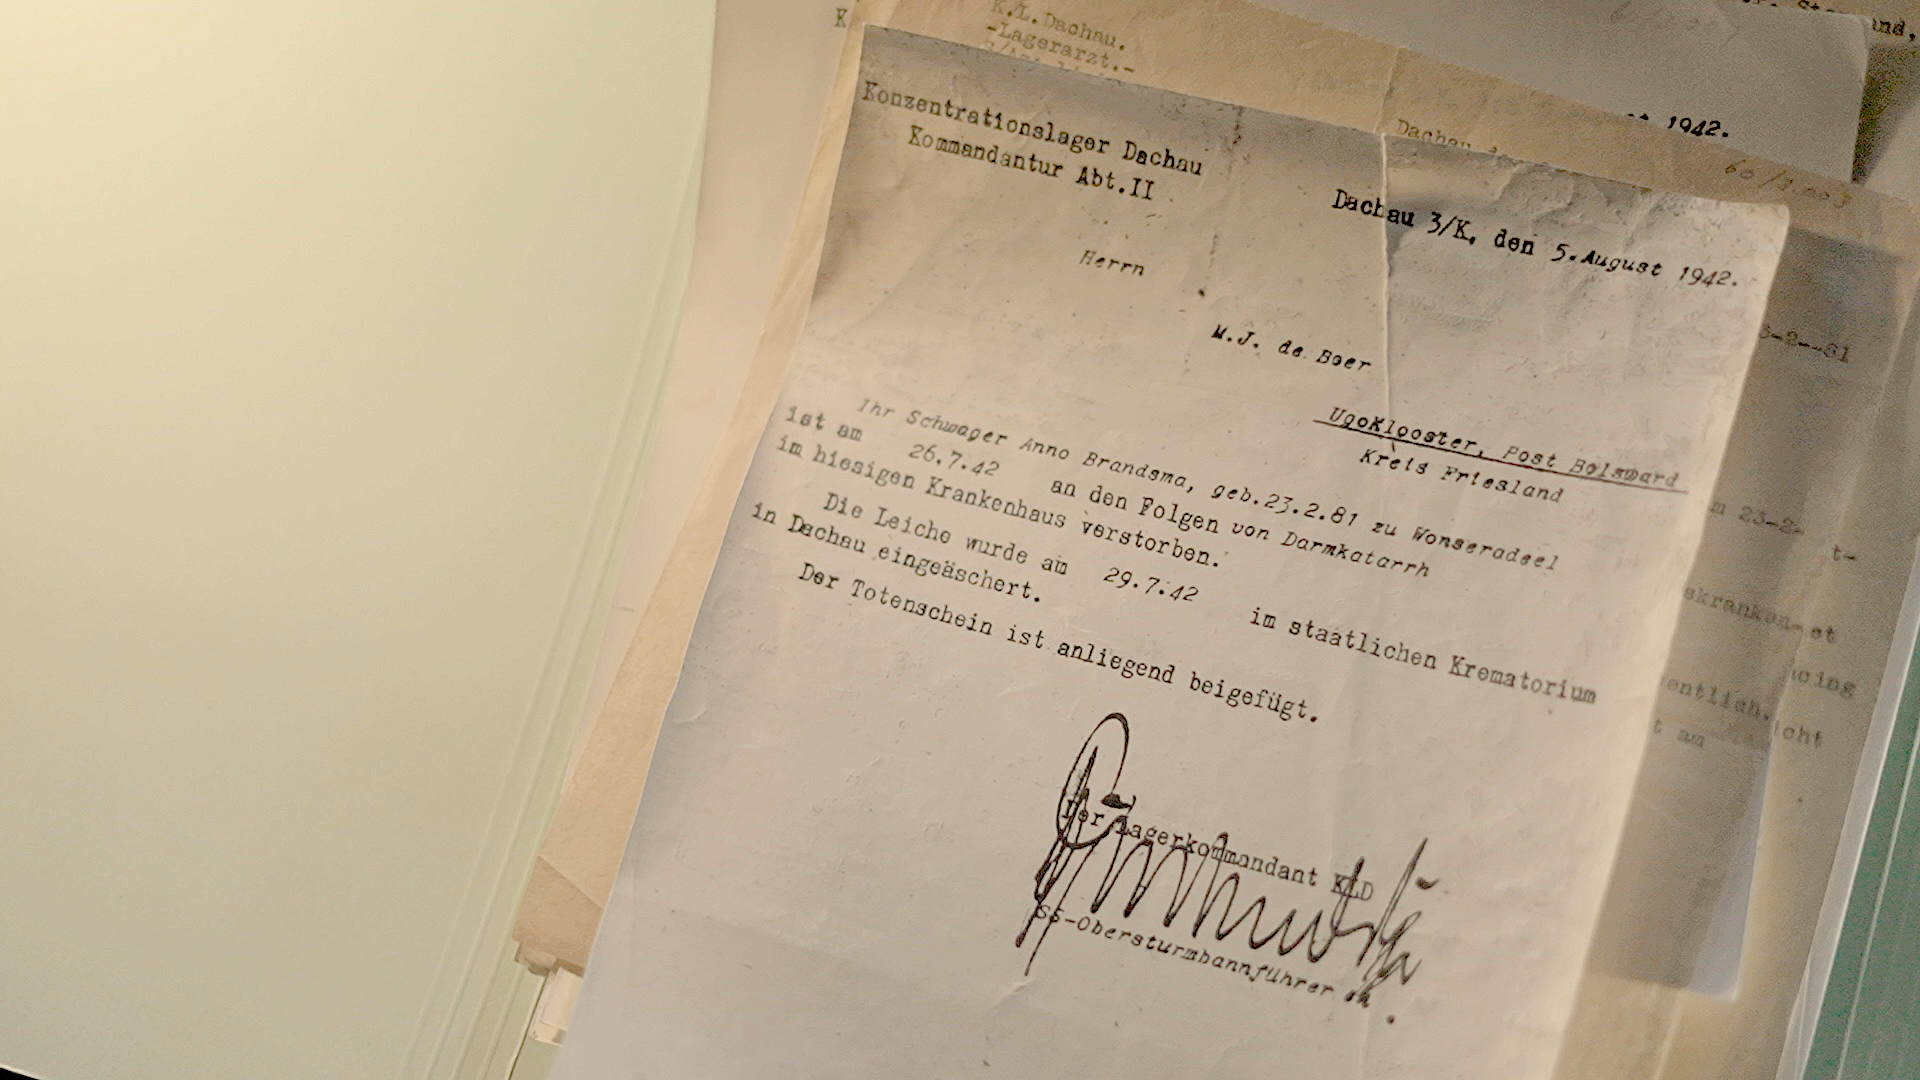 K.L.Dachau.
-Lagerarzt.-
1942.
Dachau
Konzentrationslager Dachau
Kommandantur Abt.II
Dachau 3/K, den 5.August 1942.
Herrn
M.J. de Boer
UgoKlooster, Post Bolsward
Kreis Friesland
Ihr Schwager Anno Brandsma, geb.23.2.81 zu Wonseradeel
ist am 26.7.42 an den Folgen von Darmkatarrh
im hiesigen Krankenhaus verstorben.
Die Leiche wurde am 29.7.42 im staatlichen Krematorium
in Dachau eingeäschert.
Der Totenschein ist anliegend beigefügt.
Der Lagerkommandant KLD
SS-Obersturmbannführer